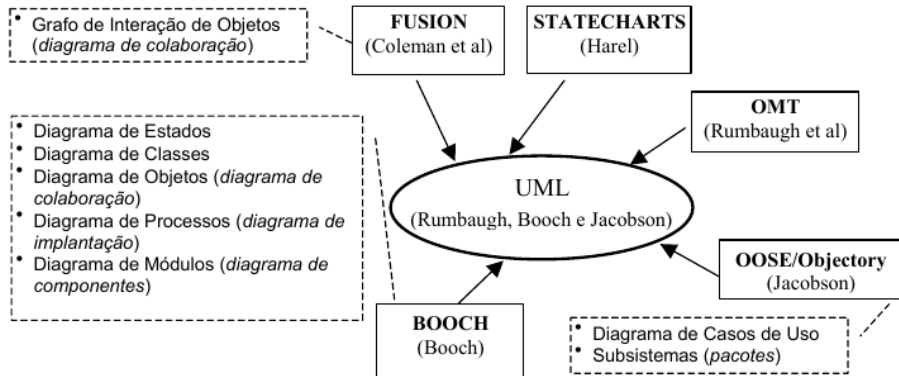 • Grafo de Interação de Objetos
(diagrama de colaboração)
FUSION
(Coleman et al)
STATECHARTS
(Harel)
OMT
(Rumbaugh et al)
• Diagrama de Estados
• Diagrama de Classes
• Diagrama de Objetos (diagrama de
colaboração)
• Diagrama de Processos (diagrama de
implantação)
• Diagrama de Módulos (diagrama de
componentes)
UML
(Rumbaugh, Booch e Jacobson)
OOSE/Objectory
(Jacobson)
BOOCH
(Booch)
• Diagrama de Casos de Uso
• Subsistemas (pacotes)